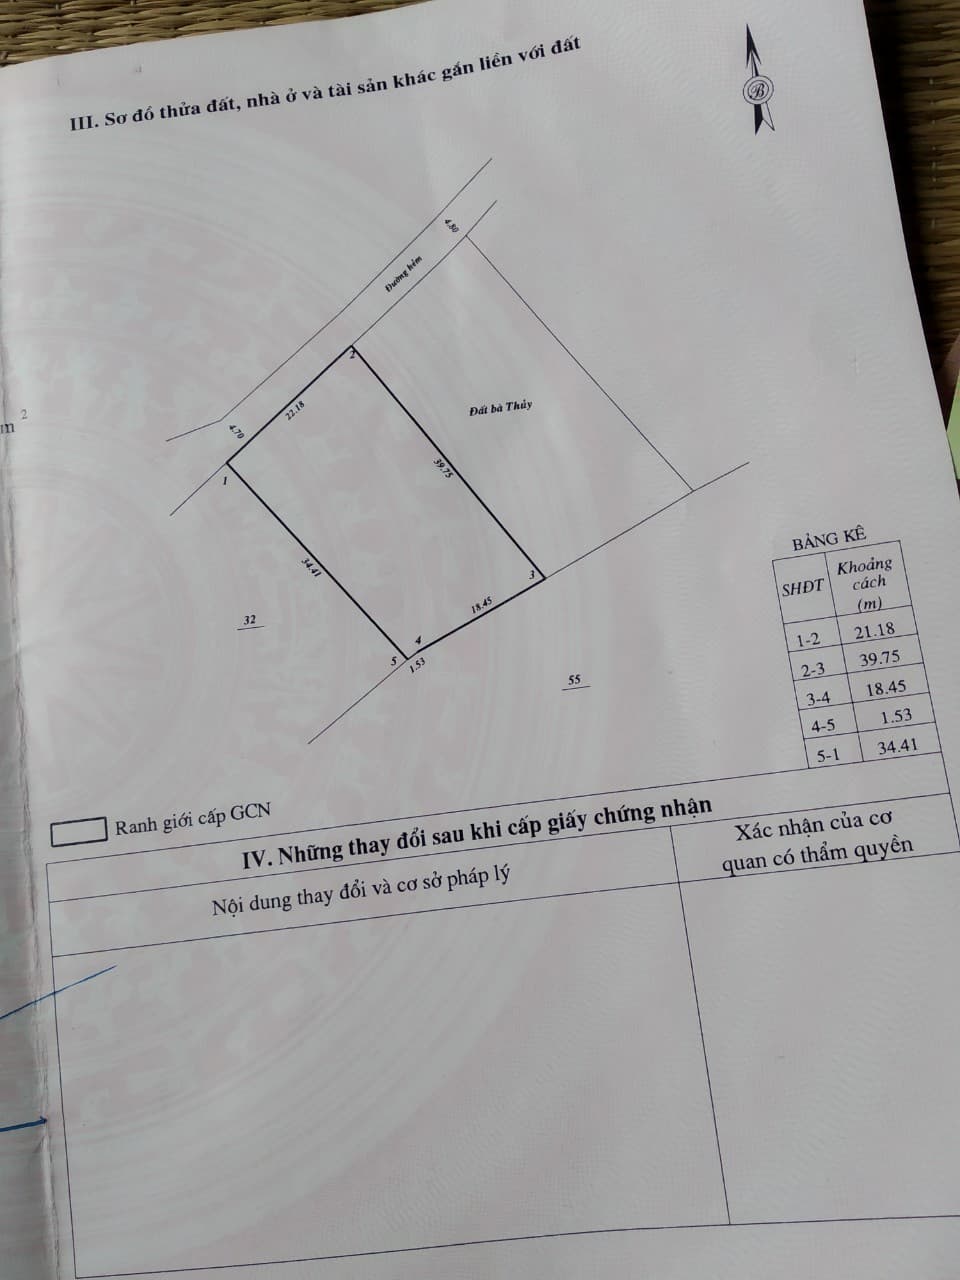 III. Sơ đồ thửa đất, nhà ở và tài sản khác gắn liền với đất
B
4.80
Đường hẻm
2
22.18
4.70
1
Đất bà Thủy
39.75
34.41
3
18.45
4
5
1.53
32
55
m²
BẢNG KÊ
SHĐT Khoảng cách (m)
1-2 21.18
2-3 39.75
3-4 18.45
4-5 1.53
5-1 34.41
Ranh giới cấp GCN
IV. Những thay đổi sau khi cấp giấy chứng nhận
Nội dung thay đổi và cơ sở pháp lý
Xác nhận của cơ
quan có thẩm quyền